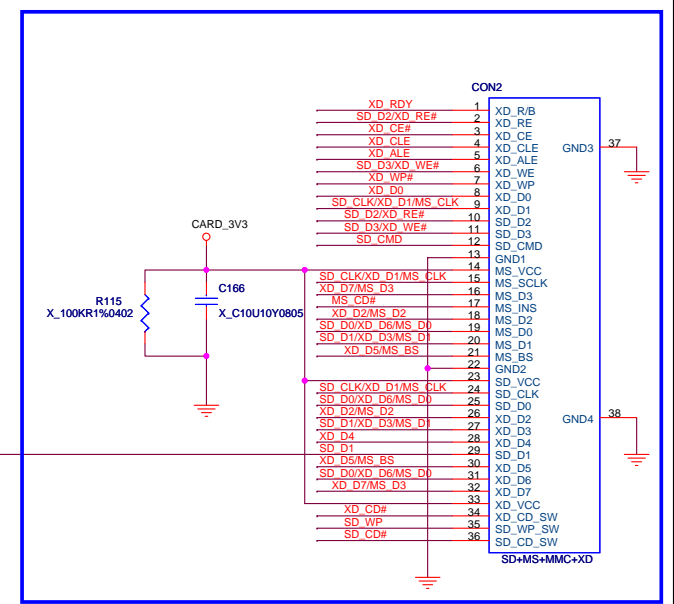 CON2
XD_RDY 1 XD_R/B
SD_D2/XD_RE# 2 XD_RE
XD_CE# 3 XD_CE
XD_CLE 4 XD_CLE GND3 37
XD_ALE 5 XD_ALE
SD_D3/XD_WE# 6 XD_WE
XD_WP# 7 XD_WP
XD_D0 8 XD_D0
SD_CLK/XD_D1/MS_CLK 9 XD_D1
SD_D2/XD_RE# 10 SD_D2
SD_D3/XD_WE# 11 SD_D3
SD_CMD 12 SD_CMD
CARD_3V3
13 GND1
14 MS_VCC
SD_CLK/XD_D1/MS_CLK 15 MS_SCLK
XD_D7/MS_D3 16 MS_D3
MS_CD# 17 MS_INS
XD_D2/MS_D2 18 MS_D2
SD_D0/XD_D6/MS_D0 19 MS_D0
SD_D1/XD_D3/MS_D1 20 MS_D1
XD_D5/MS_BS 21 MS_BS
R115
X_100KR1%0402
C166
X_C10U10Y0805
22 GND2
23 SD_VCC
SD_CLK/XD_D1/MS_CLK 24 SD_CLK
SD_D0/XD_D6/MS_D0 25 SD_D0
XD_D2/MS_D2 26 XD_D2
SD_D1/XD_D3/MS_D1 27 XD_D3 GND4 38
XD_D4 28 XD_D4
SD_D1 29 SD_D1
XD_D5/MS_BS 30 XD_D5
SD_D0/XD_D6/MS_D0 31 XD_D6
XD_D7/MS_D3 32 XD_D7
33 XD_VCC
XD_CD# 34 XD_CD_SW
SD_WP 35 SD_WP_SW
SD_CD# 36 SD_CD_SW
SD+MS+MMC+XD